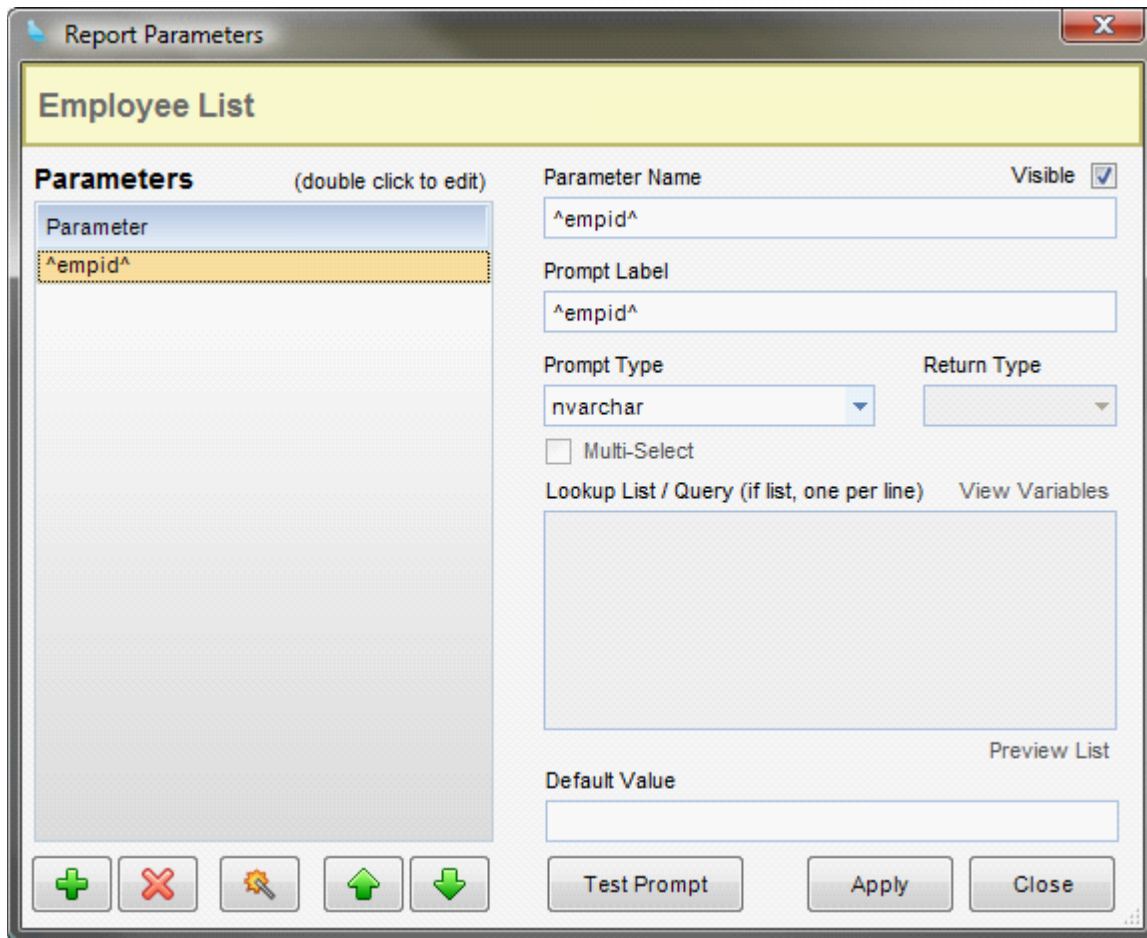 Report Parameters
Employee List
Parameters (double click to edit)
Parameter
^empid^
Parameter Name Visible
^empid^
Prompt Label
^empid^
Prompt Type Return Type
nvarchar
Multi-Select
Lookup List / Query (if list, one per line) View Variables
Preview List
Default Value
Test Prompt Apply Close